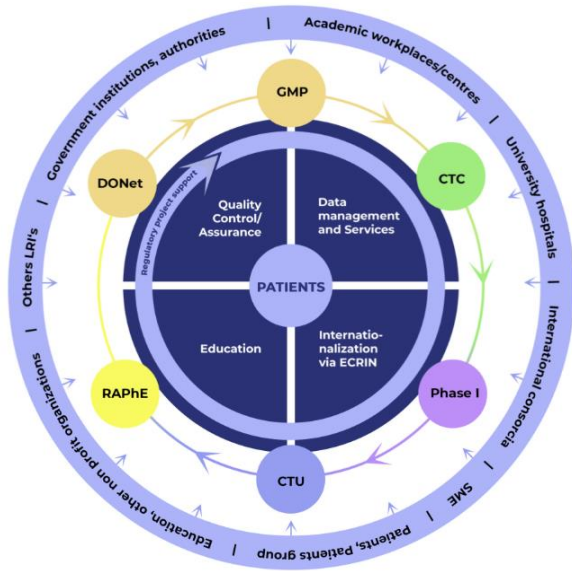 Government institutions, authorities | Academic workplaces/centres | University hospitals | International consorcia | SME | Patients, Patients group | Education, other non profit organizations | Others LRI's |
GMP
CTC
Phase I
CTU
RAPhE
DONet
Regulatory project support
Quality
Control/
Assurance
Data
management
and Services
PATIENTS
Education
Internatio-
nalization
via ECRIN